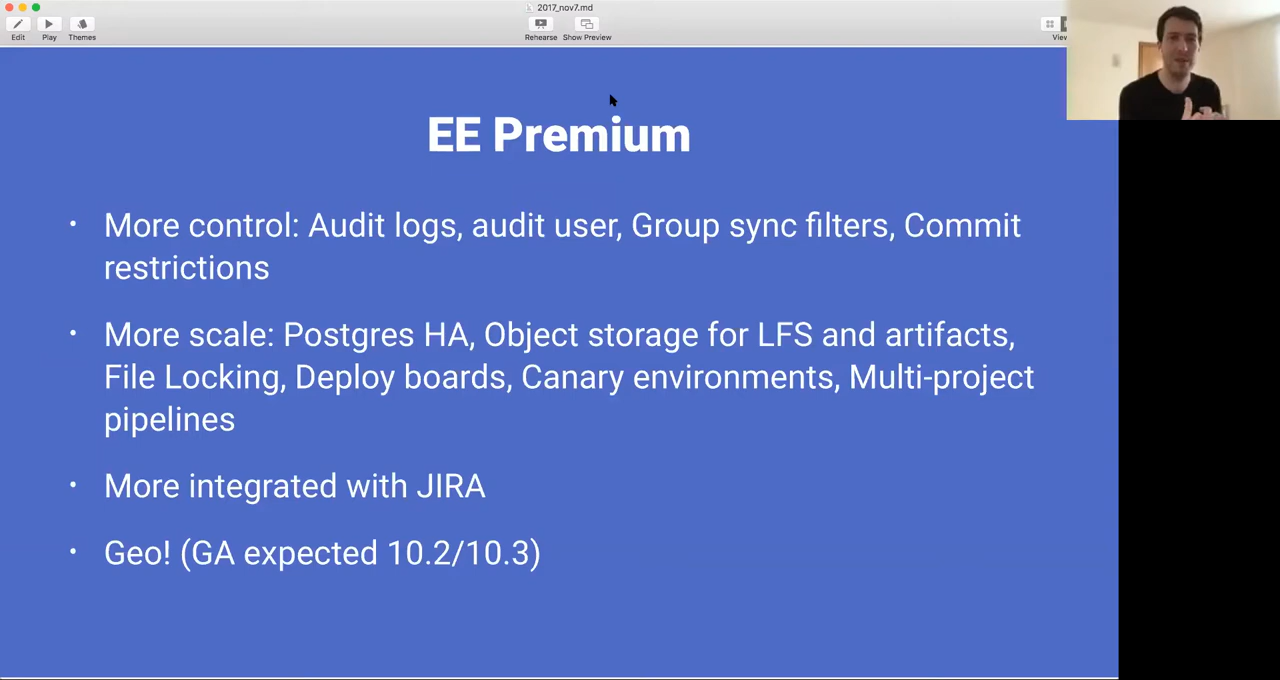 2017_nov7.md
Edit
Play
Themes
Rehearse
Show Preview
View
EE Premium
• More control: Audit logs, audit user, Group sync filters, Commit
restrictions
• More scale: Postgres HA, Object storage for LFS and artifacts,
File Locking, Deploy boards, Canary environments, Multi-project
pipelines
• More integrated with JIRA
• Geo! (GA expected 10.2/10.3)